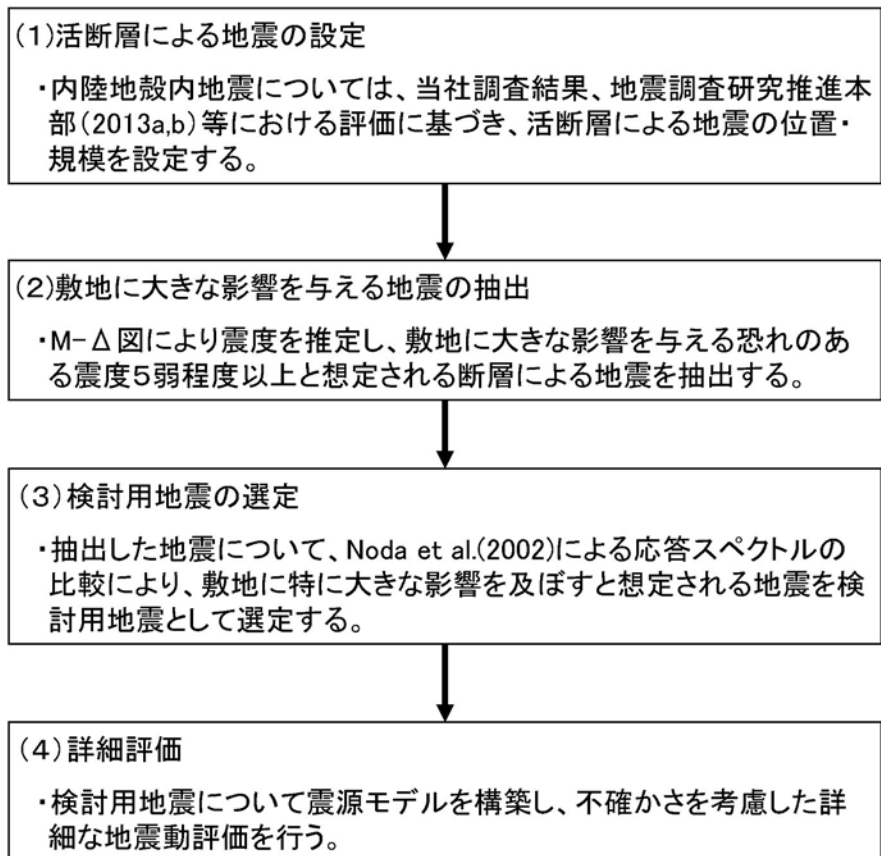 (1)活断層による地震の設定
・内陸地殻内地震については、当社調査結果、地震調査研究推進本
部(2013a,b)等における評価に基づき、活断層による地震の位置・
規模を設定する。
(2)敷地に大きな影響を与える地震の抽出
・M-Δ図により震度を推定し、敷地に大きな影響を与える恐れのあ
る震度5弱程度以上と想定される断層による地震を抽出する。
(3)検討用地震の選定
・抽出した地震について、Noda et al.(2002)による応答スペクトルの
比較により、敷地に特に大きな影響を及ぼすと想定される地震を検
討用地震として選定する。
(4)詳細評価
・検討用地震について震源モデルを構築し、不確かさを考慮した詳
細な地震動評価を行う。